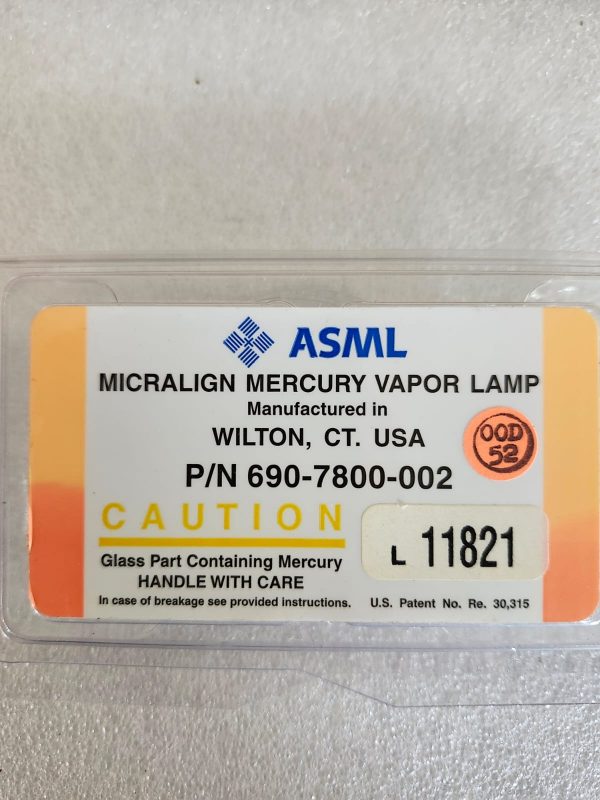 ASML
MICRALIGN MERCURY VAPOR LAMP
Manufactured in
WILTON, CT. USA
OOD
52
P/N 690-7800-002
CAUTION
L 11821
Glass Part Containing Mercury
HANDLE WITH CARE
In case of breakage see provided instructions. U.S. Patent No. Re. 30,315